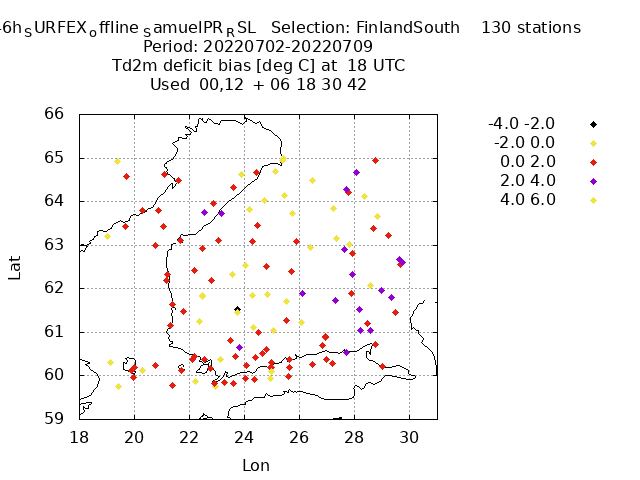 -6h_SURFEX_offline_SamuelPR_RSL   Selection: FinlandSouth    130 stations
Period: 20220702-20220709
Td2m deficit bias [deg C] at  18 UTC
Used  00,12  + 06 18 30 42
-4.0 -2.0
-2.0 0.0
0.0 2.0
2.0 4.0
4.0 6.0
66
65
64
63
62
61
60
59
Lat
18 20 22 24 26 28 30
Lon